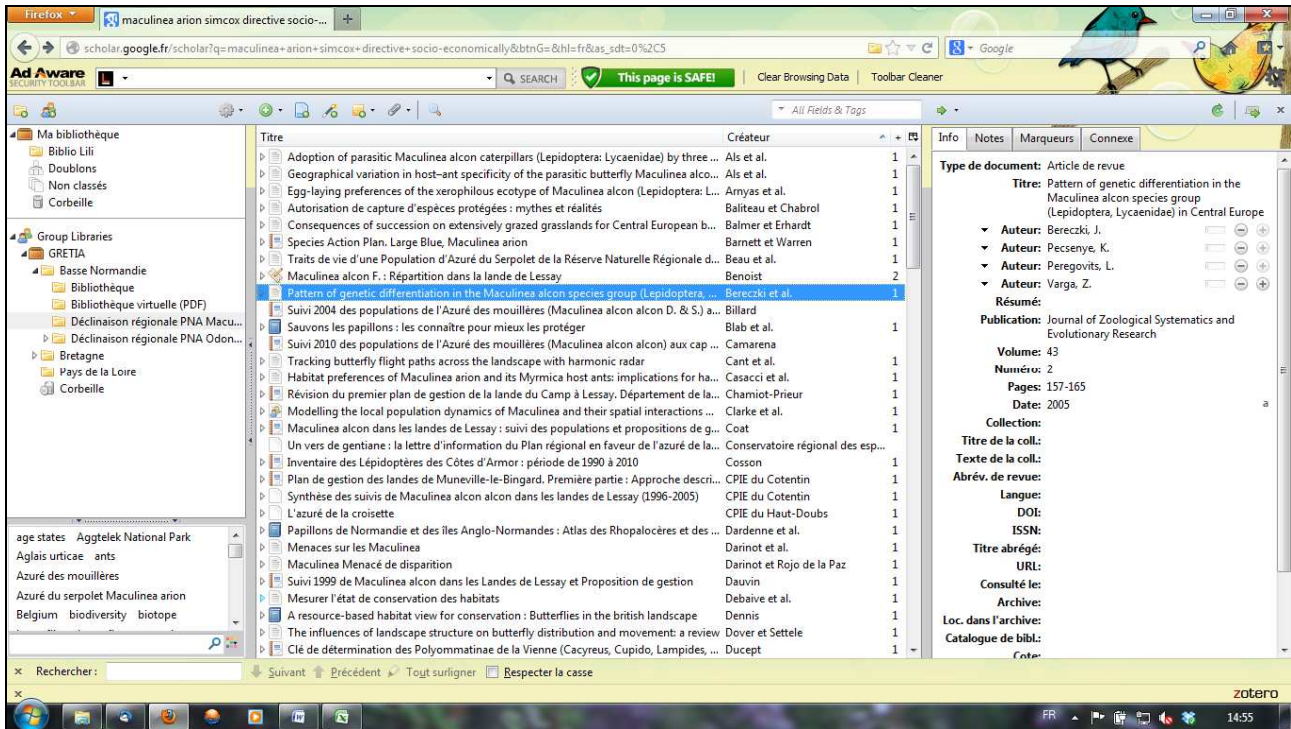 Firefox
maculinea arion simcox directive socio-...
scholar.google.fr/scholar?q=maculinea+arion+simcox+directive+socio-economically&btnG=&hl=fr&as_sdt=0%2C5
Google
Ad Aware
SECURITY TOOLBAR
SEARCH
This page is SAFE!
Clear Browsing Data
Toolbar Cleaner
All Fields & Tags
Ma bibliothèque
Biblio Lili
Doublons
Non classés
Corbeille
Group Libraries
GRETIA
Basse Normandie
Bibliothèque
Bibliothèque virtuelle (PDF)
Déclinaison régionale PNA Macu...
Déclinaison régionale PNA Odon...
Bretagne
Pays de la Loire
Corbeille
age states Aggtelek National Park
Aglais urticae ants
Azuré des mouillères
Azuré du serpolet Maculinea arion
Belgium biodiversity biotope
Titre Créateur
Adoption of parasitic Maculinea alcon caterpillars (Lepidoptera: Lycaenidae) by three ... Als et al. 1
Geographical variation in host–ant specificity of the parasitic butterfly Maculinea alco... Als et al. 1
Egg-laying preferences of the xerophilous ecotype of Maculinea alcon (Lepidoptera: L... Arnyas et al. 1
Autorisation de capture d'espèces protégées : mythes et réalités Baliteau et Chabrol 1
Consequences of succession on extensively grazed grasslands for Central European b... Balmer et Erhardt 1
Species Action Plan. Large Blue, Maculinea arion Barnett et Warren 1
Traits de vie d'une Population d'Azuré du Serpolet de la Réserve Naturelle Régionale d... Beau et al. 1
Maculinea alcon F. : Répartition dans la lande de Lessay Benoist 2
Pattern of genetic differentiation in the Maculinea alcon species group (Lepidoptera, ... Bereczki et al. 1
Suivi 2004 des populations de l'Azuré des mouillères (Maculinea alcon alcon D. & S.) a... Billard
Sauvons les papillons : les connaître pour mieux les protéger Blab et al. 1
Suivi 2010 des populations de l'Azuré des mouillères (Maculinea alcon alcon) aux cap ... Camarena
Tracking butterfly flight paths across the landscape with harmonic radar Cant et al. 1
Habitat preferences of Maculinea arion and its Myrmica host ants: implications for ha... Casacci et al. 1
Révision du premier plan de gestion de la lande du Camp à Lessay. Département de la... Chamiot-Prieur 1
Modelling the local population dynamics of Maculinea and their spatial interactions ... Clarke et al. 1
Maculinea alcon dans les landes de Lessay : suivi des populations et propositions de g... Coat 1
Un vers de gentiane : la lettre d'information du Plan régional en faveur de l'azuré de la... Conservatoire régional des esp...
Inventaire des Lépidoptères des Côtes d'Armor : période de 1990 à 2010 Cosson 1
Plan de gestion des landes de Muneville-le-Bingard. Première partie : Approche descri... CPIE du Cotentin 1
Synthèse des suivis de Maculinea alcon alcon dans les landes de Lessay (1996-2005) CPIE du Cotentin 1
L'azuré de la croisette CPIE du Haut-Doubs 1
Papillons de Normandie et des îles Anglo-Normandes : Atlas des Rhopalocères et des ... Dardenne et al. 1
Menaces sur les Maculinea Darinot et al. 1
Maculinea Menacé de disparition Darinot et Rojo de la Paz 1
Suivi 1999 de Maculinea alcon dans les Landes de Lessay et Proposition de gestion Dauvin 1
Mesurer l'état de conservation des habitats Debaive et al. 1
A resource-based habitat view for conservation : Butterflies in the british landscape Dennis 1
The influences of landscape structure on butterfly distribution and movement: a review Dover et Settele 1
Clé de détermination des Polyommatinae de la Vienne (Cacyreus, Cupido, Lampides, ... Ducept 1
Info Notes Marqueurs Connexe
Type de document: Article de revue
Titre: Pattern of genetic differentiation in the
Maculinea alcon species group
(Lepidoptera, Lycaenidae) in Central Europe
Auteur: Bereczki, J.
Auteur: Pecsenye, K.
Auteur: Peregovits, L.
Auteur: Varga, Z.
Résumé:
Publication: Journal of Zoological Systematics and
Evolutionary Research
Volume: 43
Numéro: 2
Pages: 157-165
Date: 2005 a
Collection:
Titre de la coll.:
Texte de la coll.:
Abrév. de revue:
Langue:
DOI:
ISSN:
Titre abrégé:
URL:
Consulté le:
Archive:
Loc. dans l'archive:
Catalogue de bibl.:
Cote:
x Rechercher: Suivant Précédent Tout surligner Respecter la casse
x zotero
FR 14:55